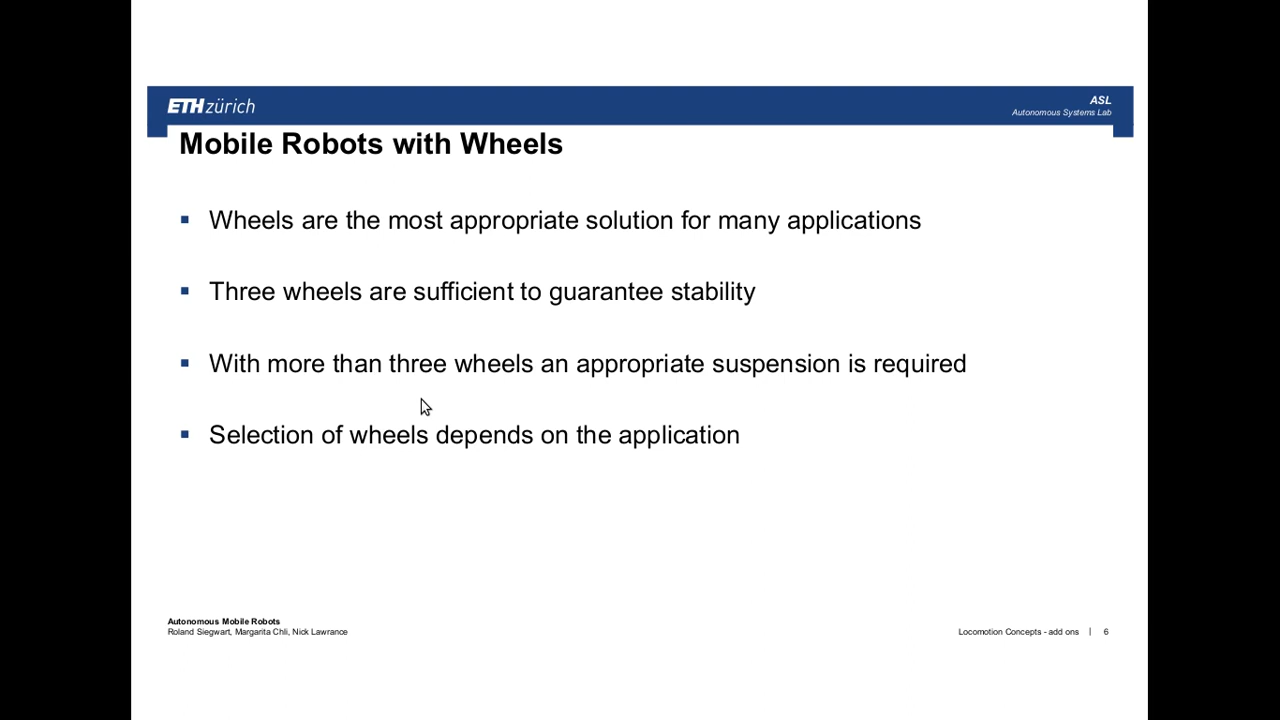 ETH zürich
ASL
Autonomous Systems Lab
Mobile Robots with Wheels
Wheels are the most appropriate solution for many applications
Three wheels are sufficient to guarantee stability
With more than three wheels an appropriate suspension is required
Selection of wheels depends on the application
Autonomous Mobile Robots
Roland Siegwart, Margarita Chli, Nick Lawrance
Locomotion Concepts - add ons | 6